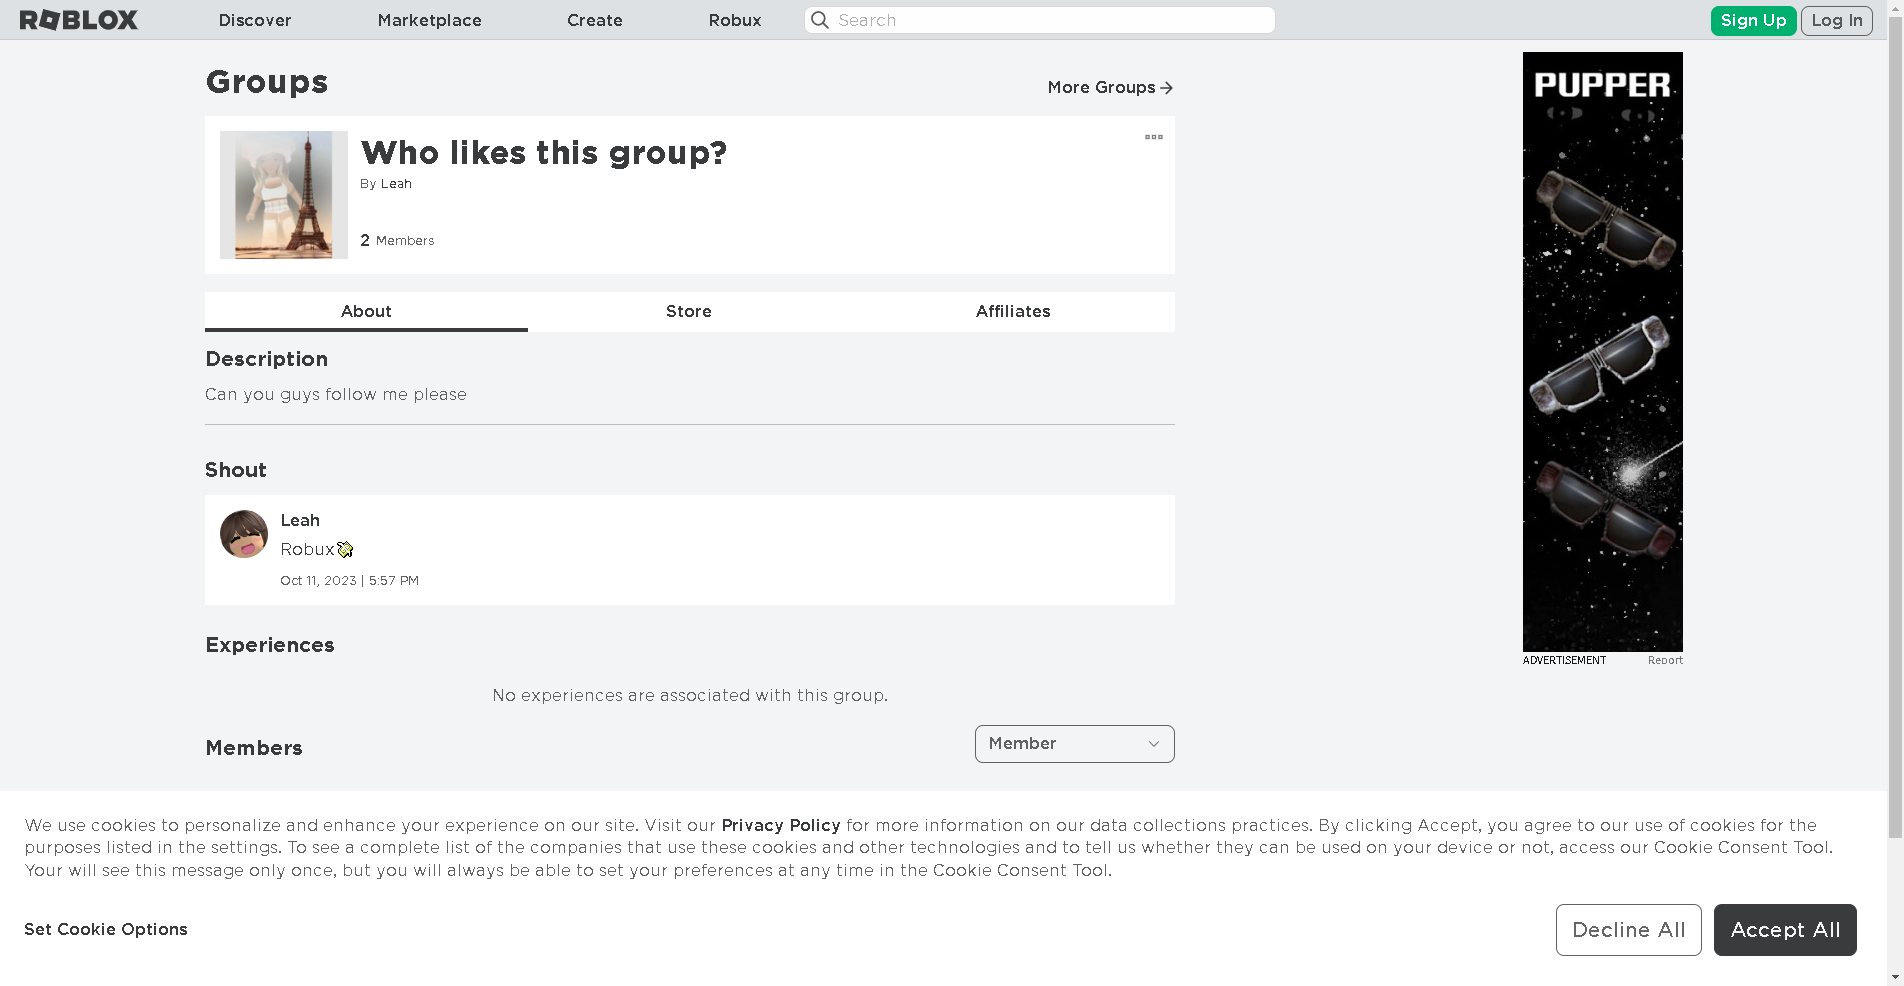 ROBLOX
Discover
Marketplace
Create
Robux
Search
Sign Up
Log In
Groups
More Groups
Who likes this group?
By Leah
2 Members
About
Store
Affiliates
Description
Can you guys follow me please
Shout
Leah
Robux
Oct 11, 2023 | 5:57 PM
Experiences
No experiences are associated with this group.
Members
Member
PUPPER
ADVERTISEMENT
Report
We use cookies to personalize and enhance your experience on our site. Visit our Privacy Policy for more information on our data collections practices. By clicking Accept, you agree to our use of cookies for the
purposes listed in the settings. To see a complete list of the companies that use these cookies and other technologies and to tell us whether they can be used on your device or not, access our Cookie Consent Tool.
Your will see this message only once, but you will always be able to set your preferences at any time in the Cookie Consent Tool.
Set Cookie Options
Decline All
Accept All